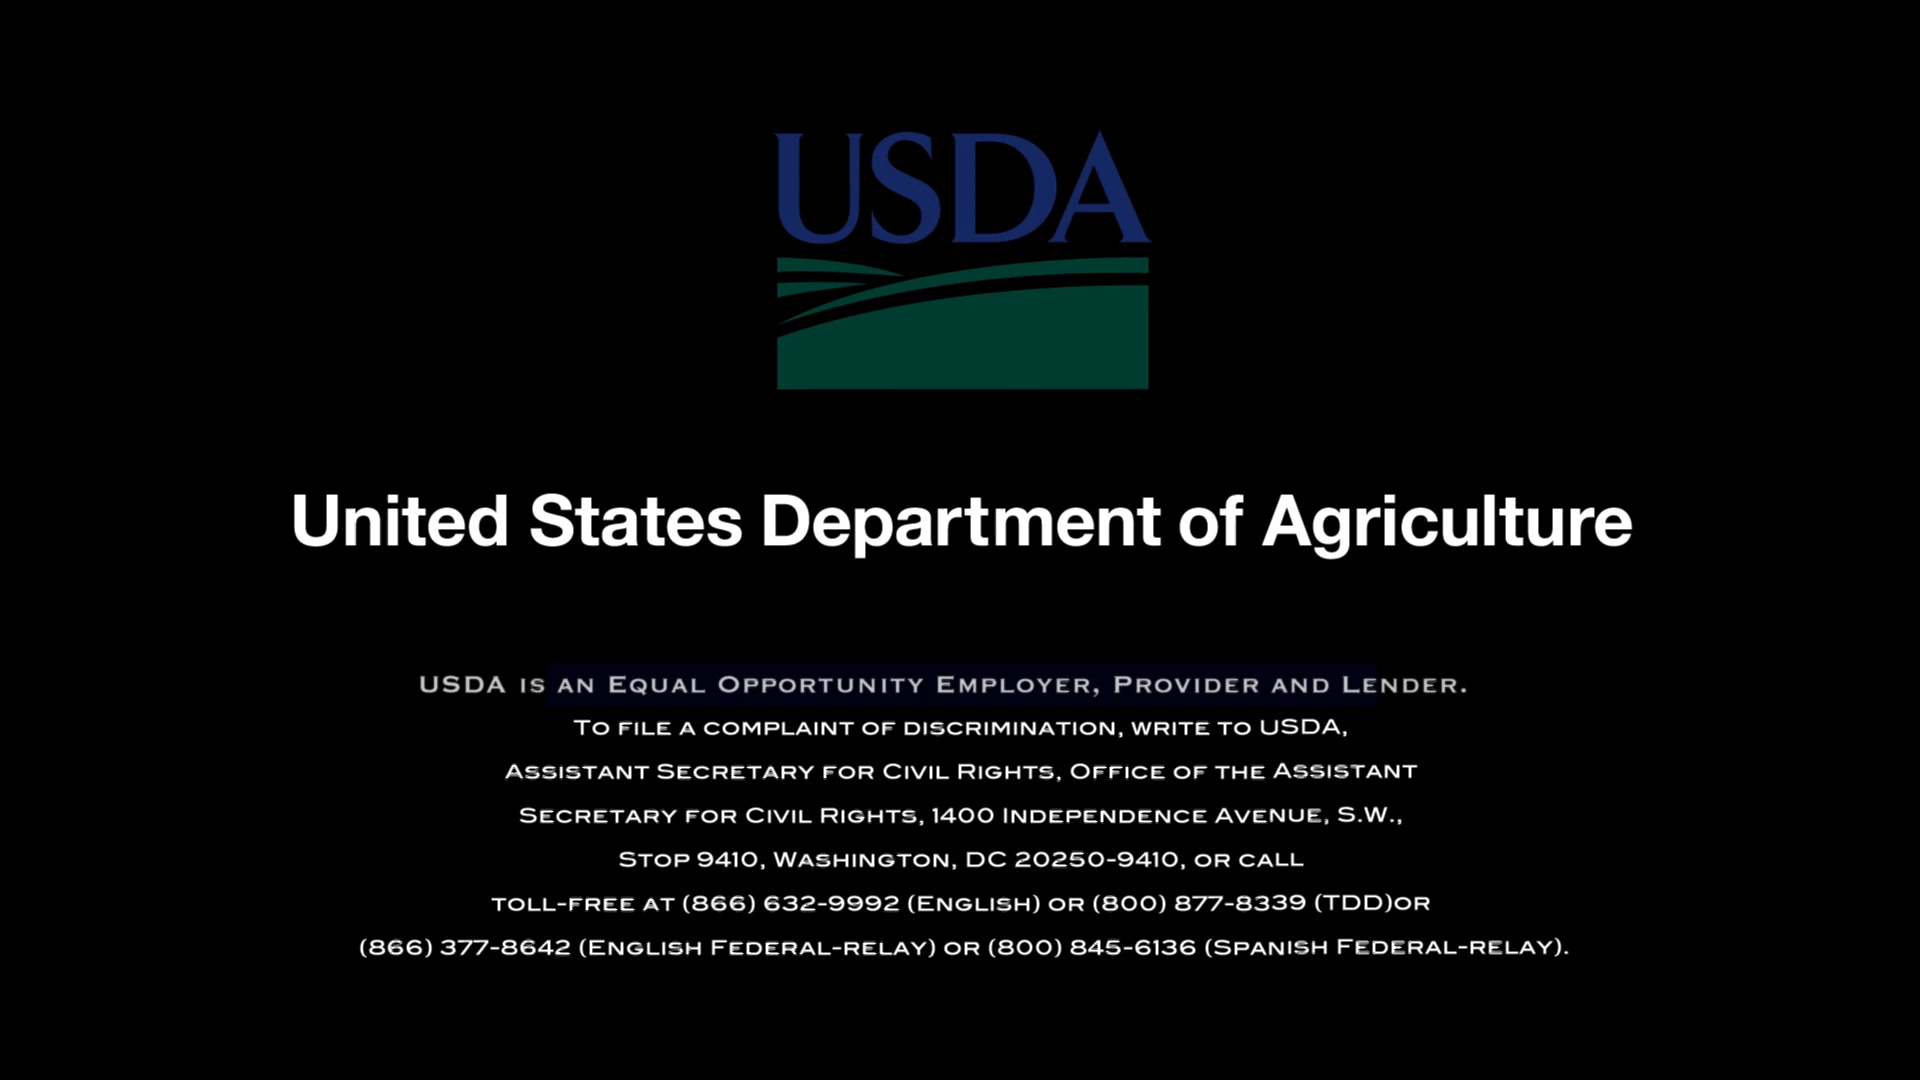 USDA
United States Department of Agriculture
USDA is an Equal Opportunity Employer, Provider and Lender.
To file a complaint of discrimination, write to USDA,
Assistant Secretary for Civil Rights, Office of the Assistant
Secretary for Civil Rights, 1400 Independence Avenue, S.W.,
Stop 9410, Washington, DC 20250-9410, or call
toll-free at (866) 632-9992 (English) or (800) 877-8339 (TDD)or
(866) 377-8642 (English Federal-relay) or (800) 845-6136 (Spanish Federal-relay).